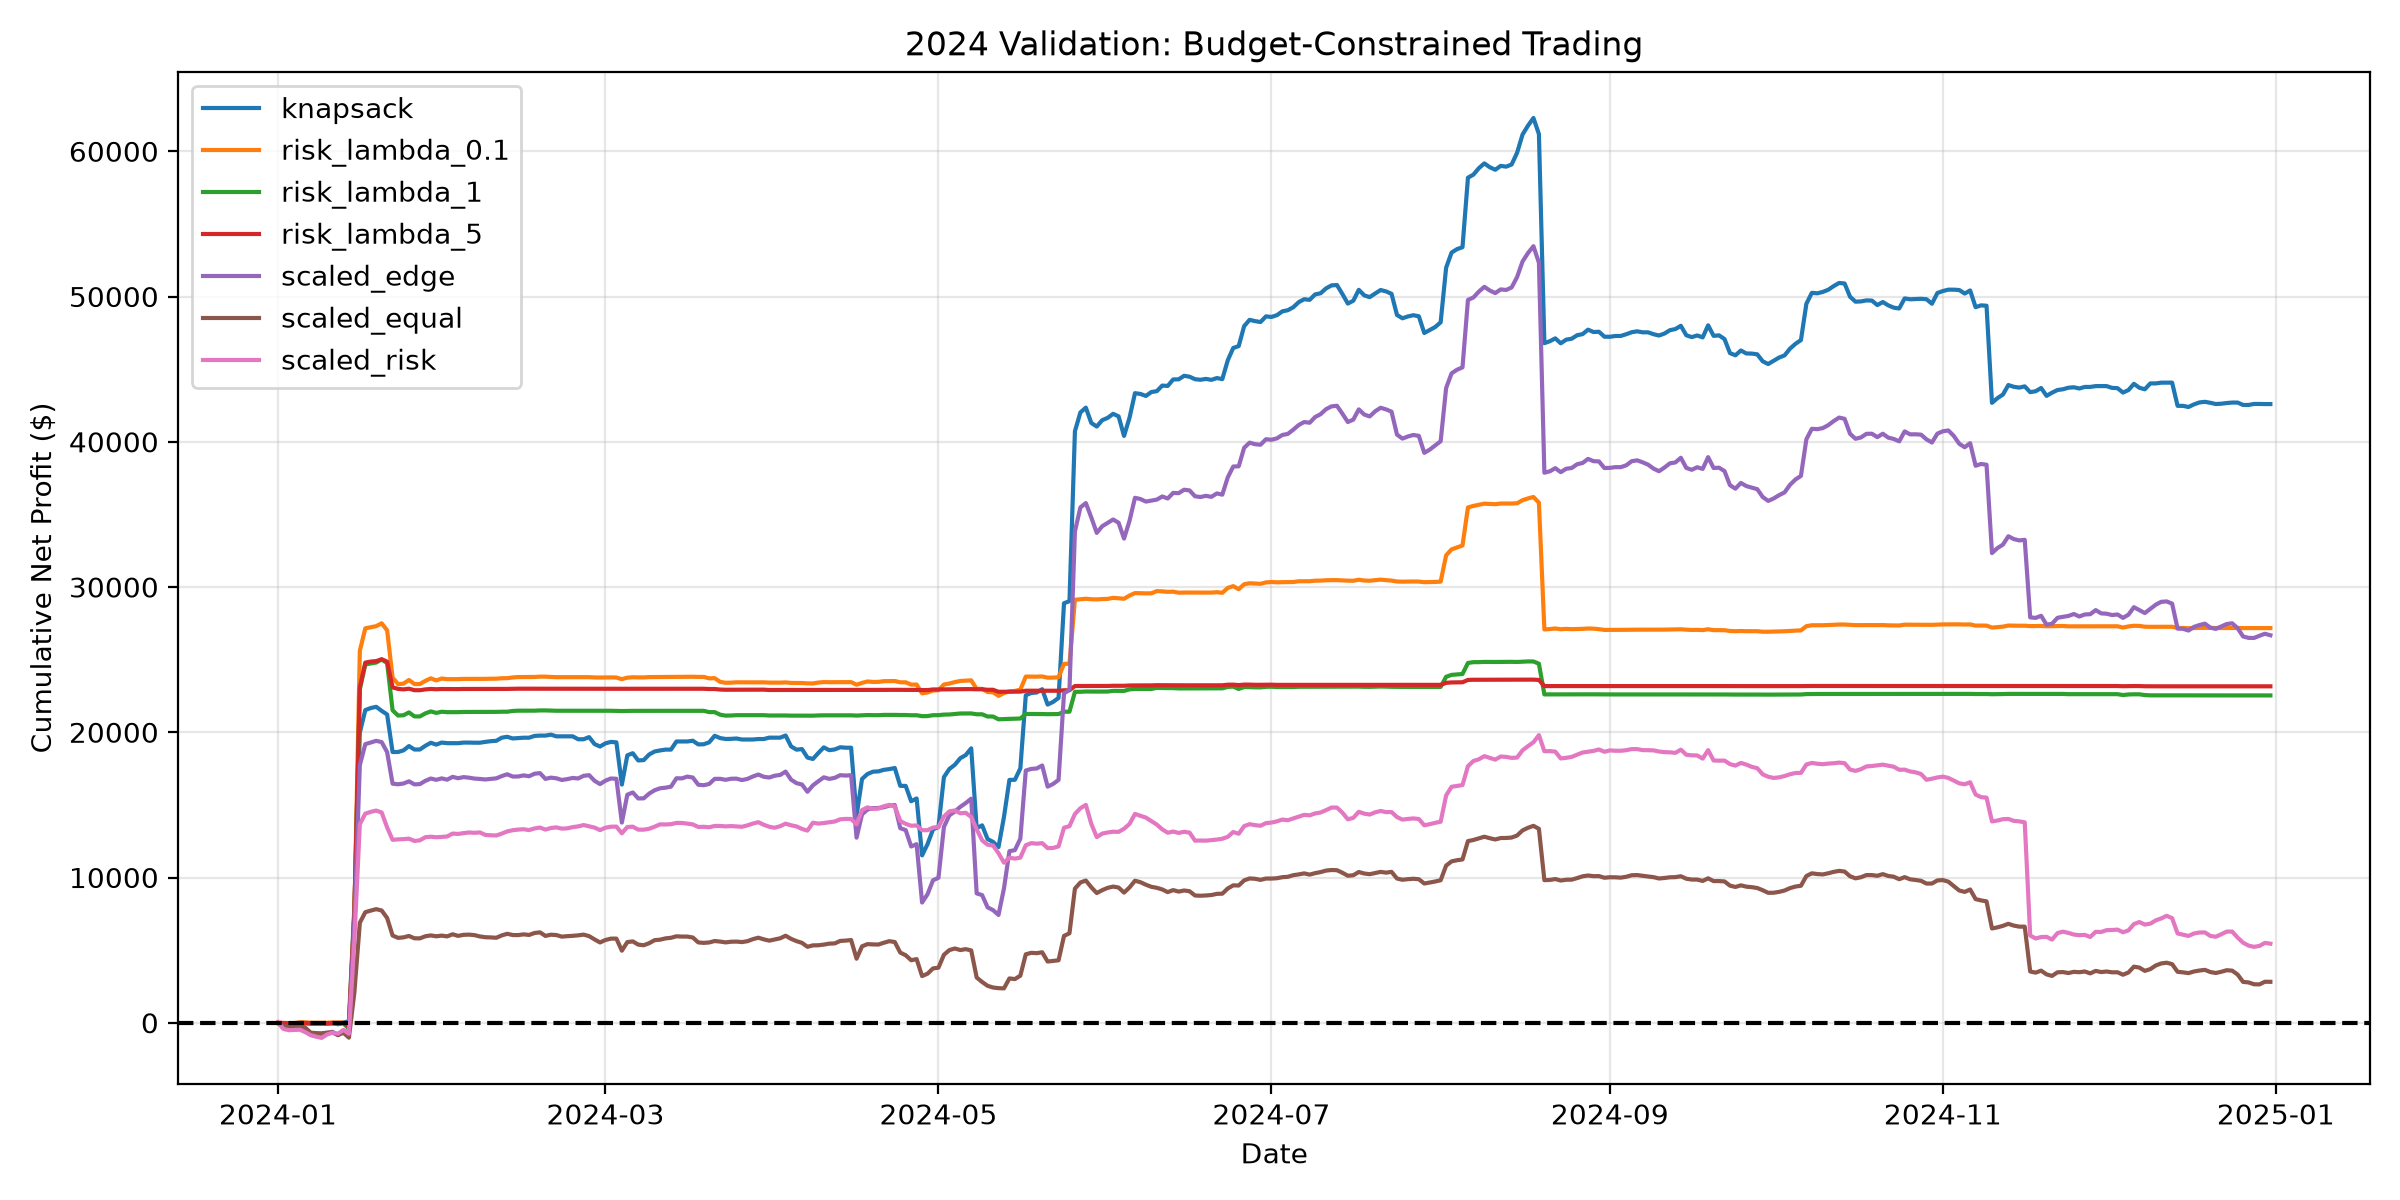 2024 Validation: Budget-Constrained Trading
knapsack
risk_lambda_0.1
risk_lambda_1
risk_lambda_5
scaled_edge
scaled_equal
scaled_risk
Cumulative Net Profit ($)
60000
50000
40000
30000
20000
10000
0
2024-01
2024-03
2024-05
2024-07
2024-09
2024-11
2025-01
Date